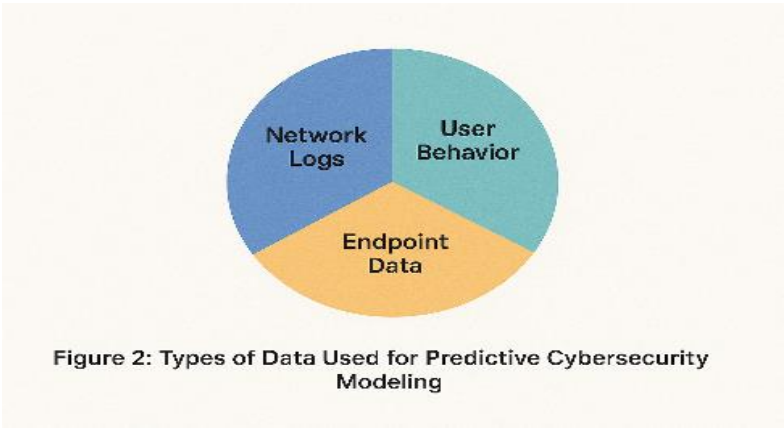 Network
Logs
User
Behavior
Endpoint
Data
Figure 2: Types of Data Used for Predictive Cybersecurity
Modeling